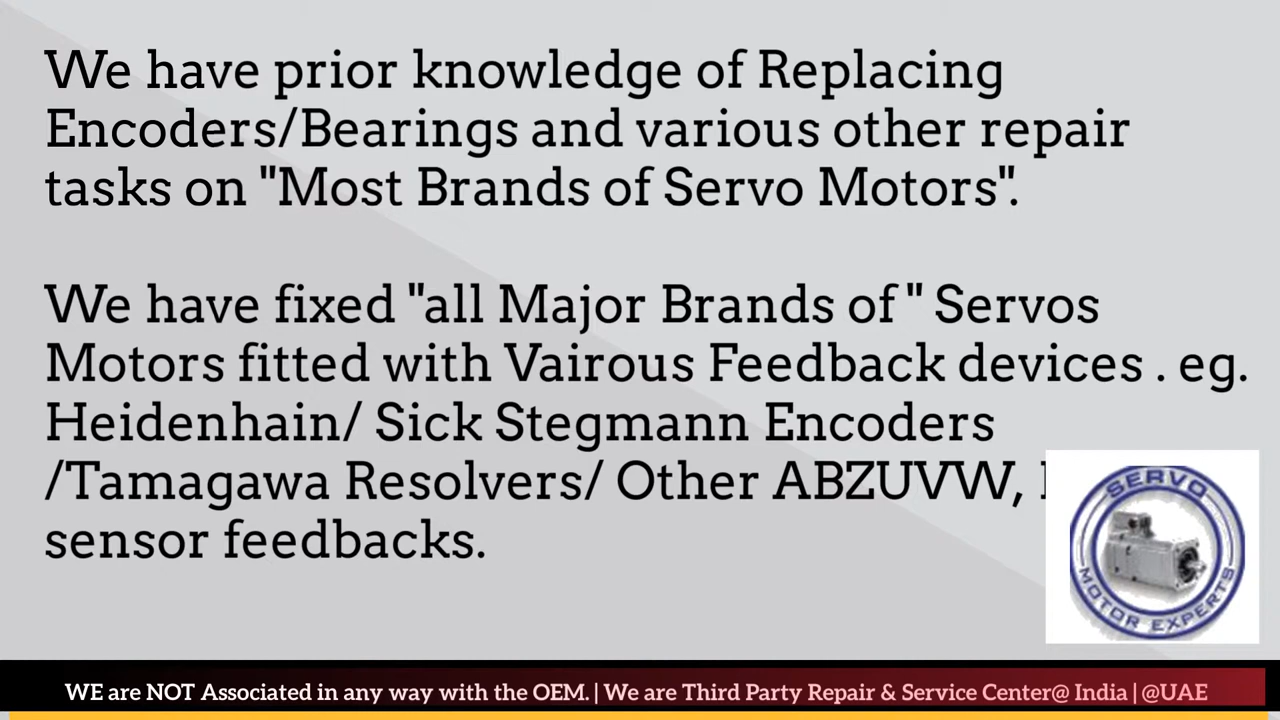 We have prior knowledge of Replacing
Encoders/Bearings and various other repair
tasks on "Most Brands of Servo Motors".
We have fixed "all Major Brands of " Servos
Motors fitted with Vairous Feedback devices . eg.
Heidenhain/ Sick Stegmann Encoders
/Tamagawa Resolvers/ Other ABZUVW,
sensor feedbacks.
SERVO
MOTOR EXPERTS
WE are NOT Associated in any way with the OEM. | We are Third Party Repair & Service Center@ India | @UAE